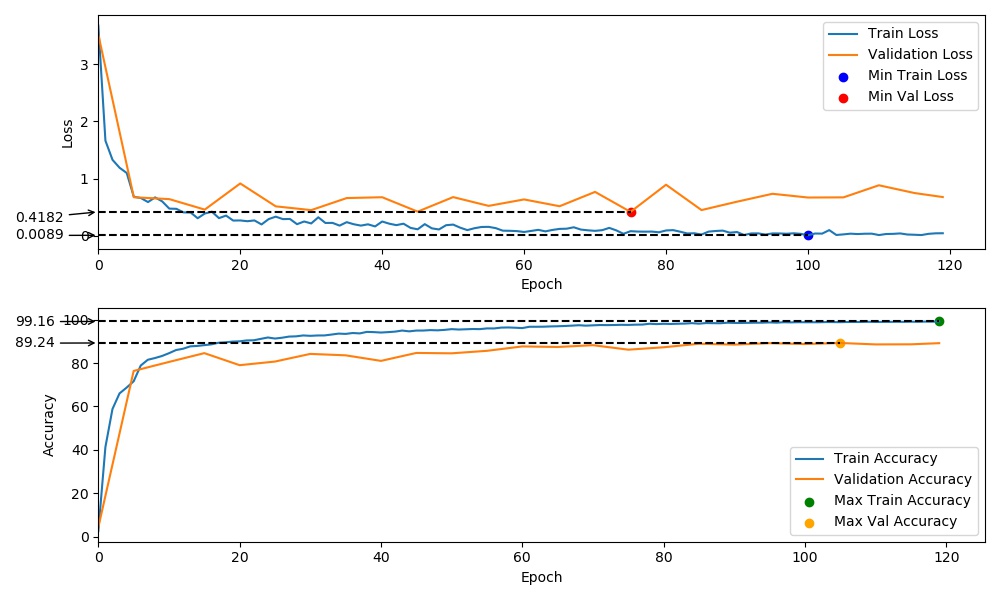 Loss
3
2
1
0
0.4182
0.0089
Train Loss
Validation Loss
Min Train Loss
Min Val Loss
0 20 40 60 80 100 120
Epoch
Accuracy
100
80
60
40
20
0
99.16
89.24
Train Accuracy
Validation Accuracy
Max Train Accuracy
Max Val Accuracy
0 20 40 60 80 100 120
Epoch